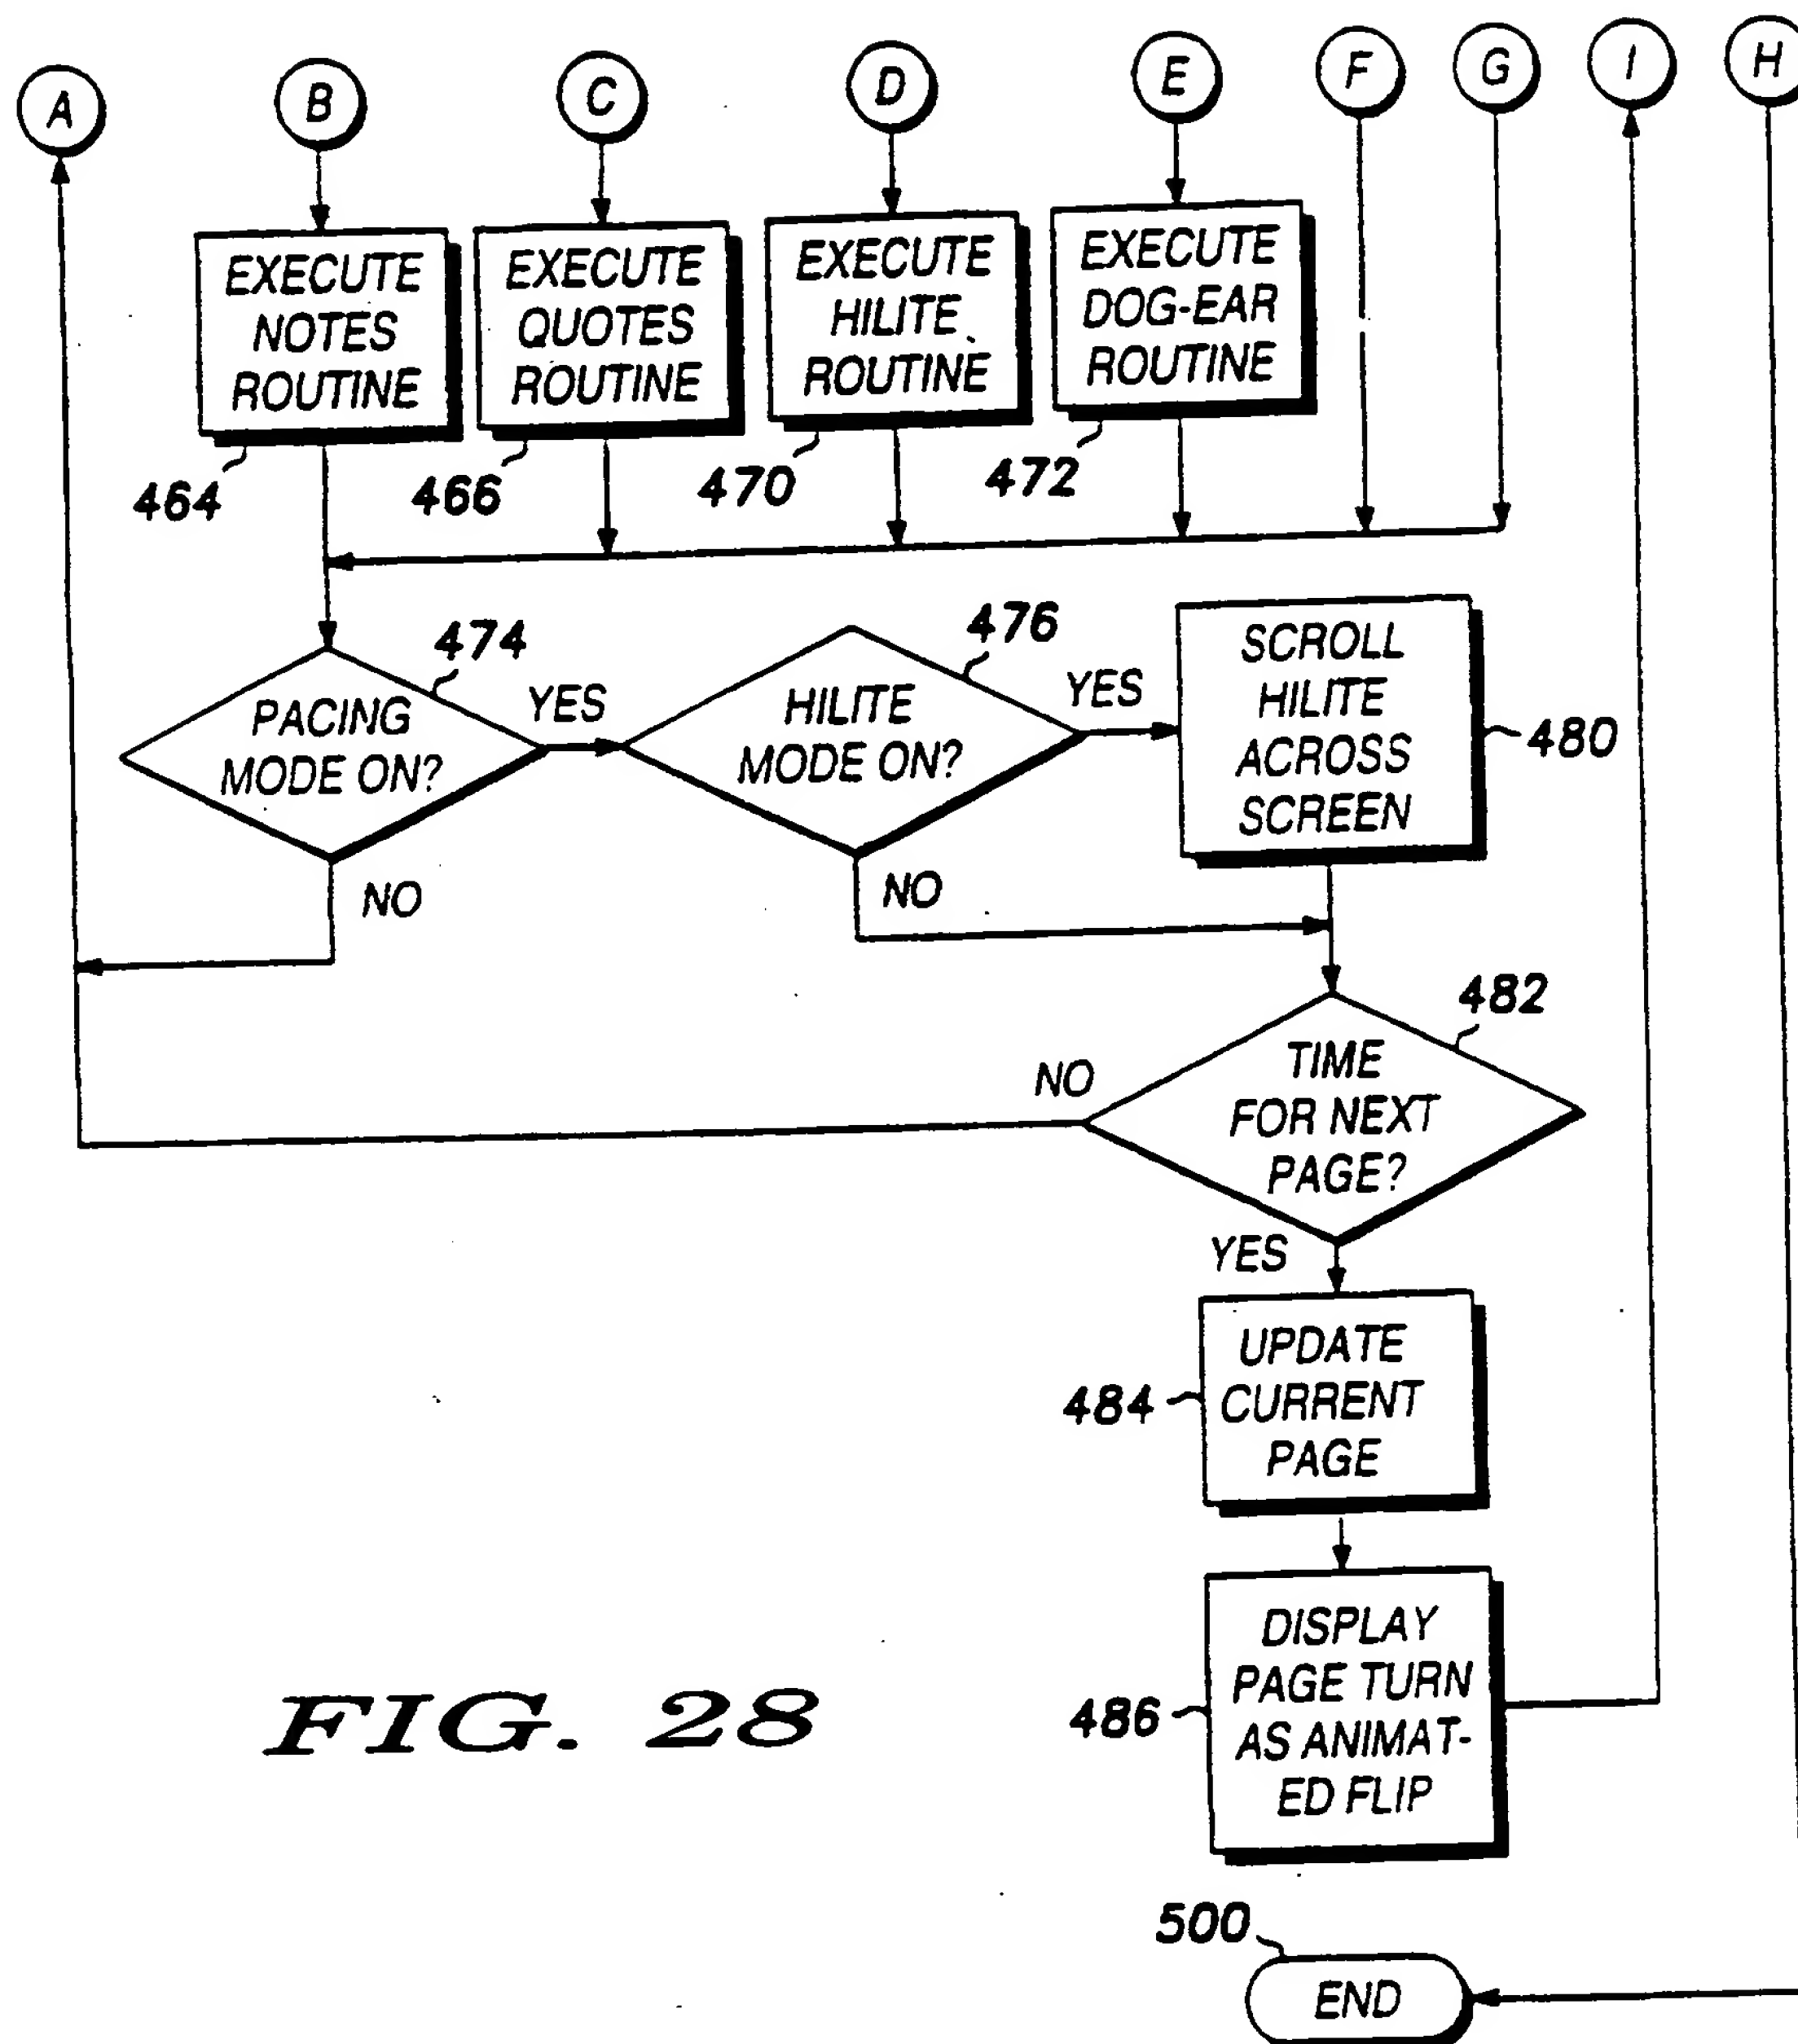 A
B
C
D
E
F
G
I
H
EXECUTE
NOTES
ROUTINE
464
EXECUTE
QUOTES
ROUTINE
466
EXECUTE
HILITE
ROUTINE
470
EXECUTE
DOG-EAR
ROUTINE
472
PACING
MODE ON?
474
YES
NO
HILITE
MODE ON?
476
YES
NO
SCROLL
HILITE
ACROSS
SCREEN
480
TIME
FOR NEXT
PAGE?
482
NO
YES
UPDATE
CURRENT
PAGE
484
DISPLAY
PAGE TURN
AS ANIMAT-
ED FLIP
486
FIG. 28
500
END